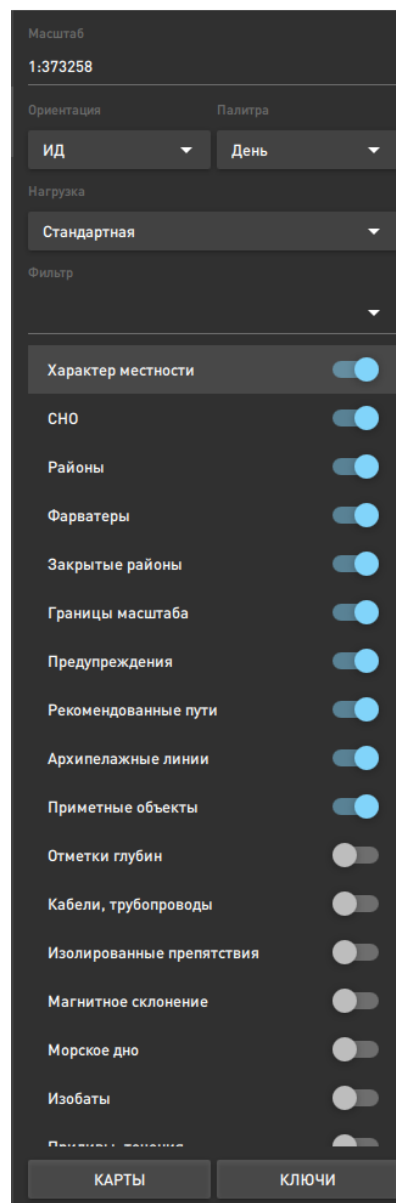 Масштаб
1:373258
Ориентация Палитра
ИД День
Нагрузка
Стандартная
Фильтр
Характер местности
СНО
Районы
Фарватеры
Закрытые районы
Границы масштаба
Предупреждения
Рекомендованные пути
Архипелажные линии
Приметные объекты
Отметки глубин
Кабели, трубопроводы
Изолированные препятствия
Магнитное склонение
Морское дно
Изобаты
Приливы, течения
КАРТЫ КЛЮЧИ